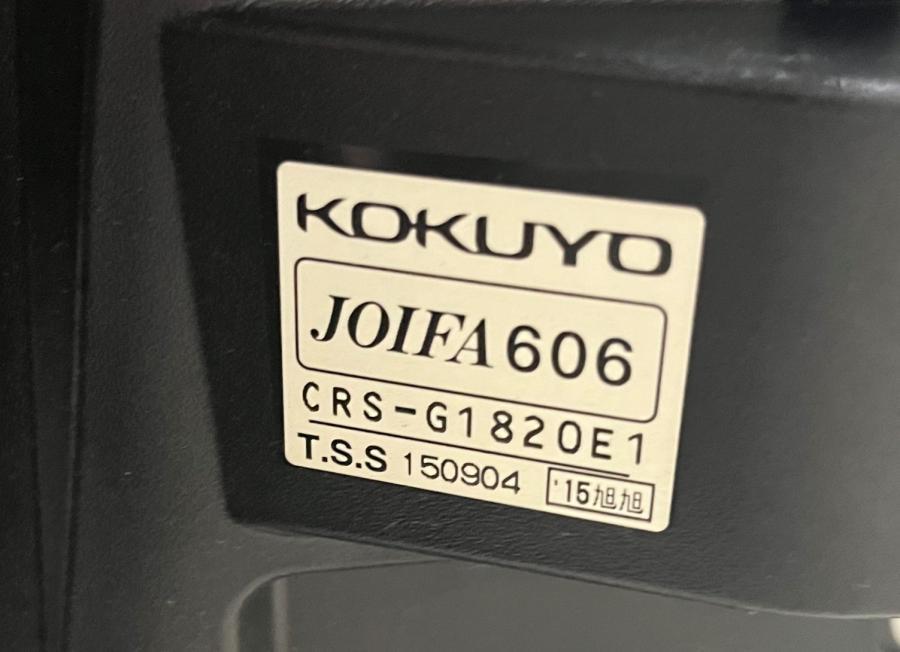 KOKUYO
JOIFA 606
CRS-G1820E1
T.S.S 150904 '15旭旭